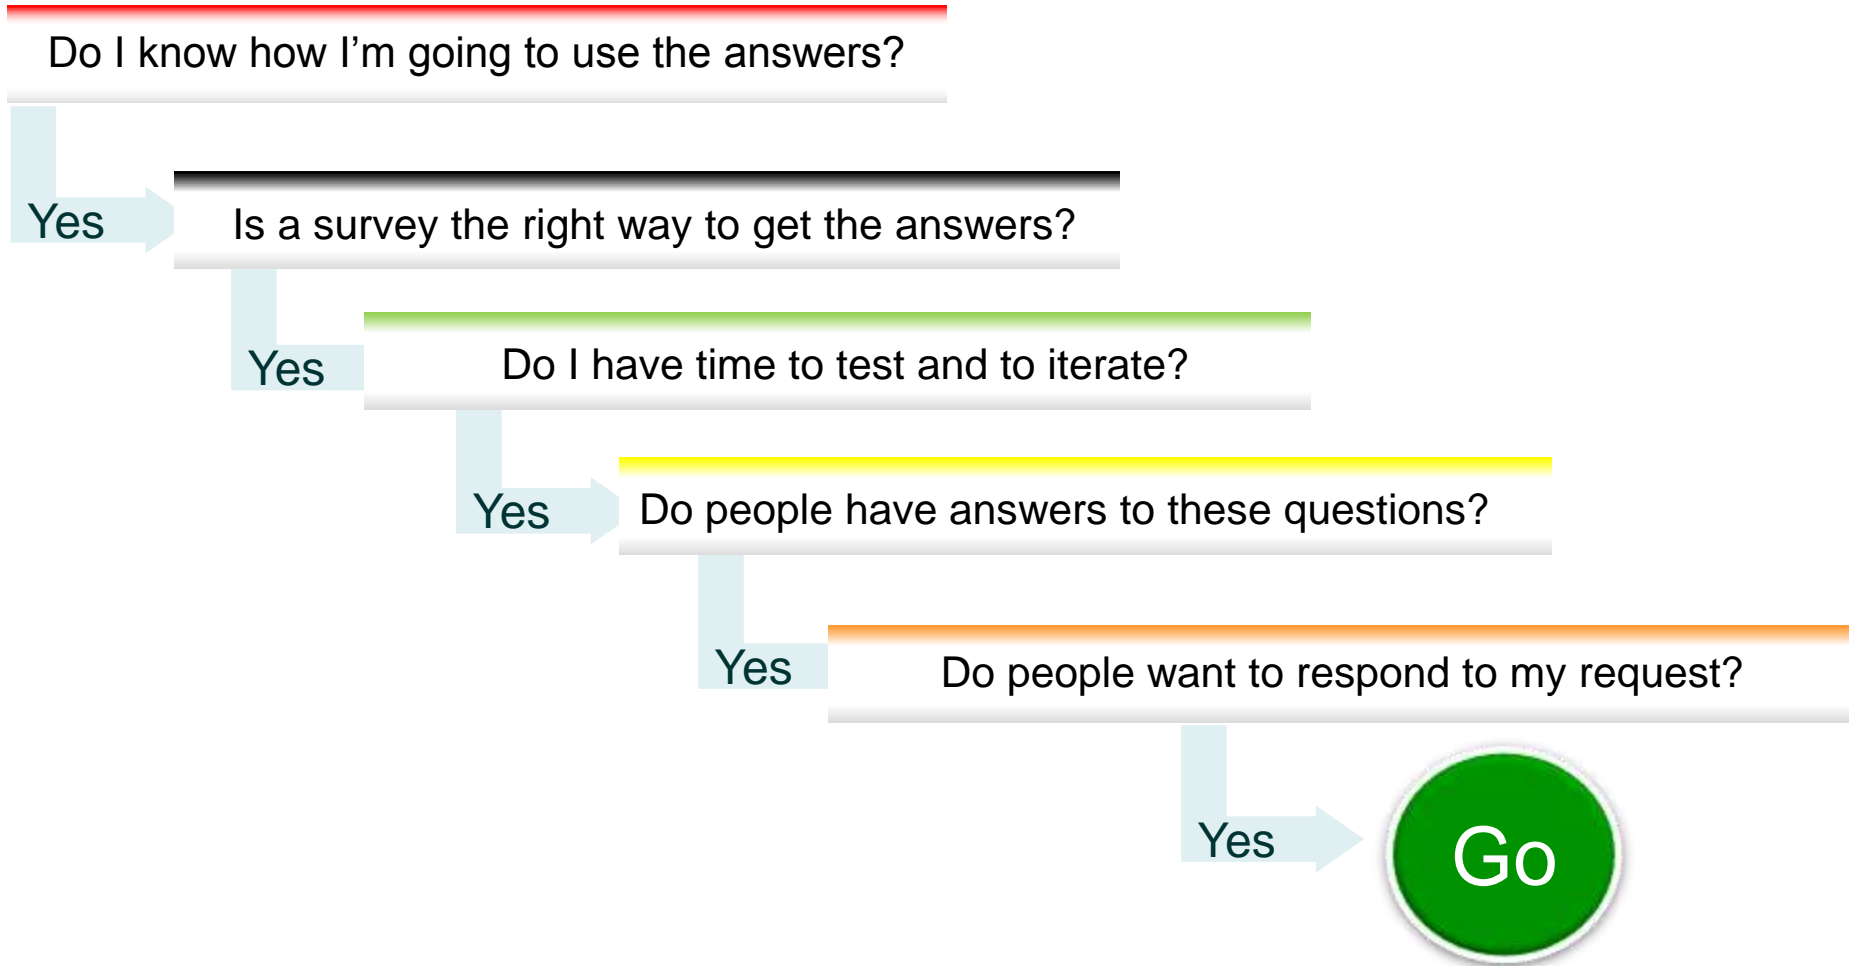 Do I know how I’m going to use the answers?
Yes
Is a survey the right way to get the answers?
Yes
Do I have time to test and to iterate?
Yes
Do people have answers to these questions?
Yes
Do people want to respond to my request?
Yes
Go